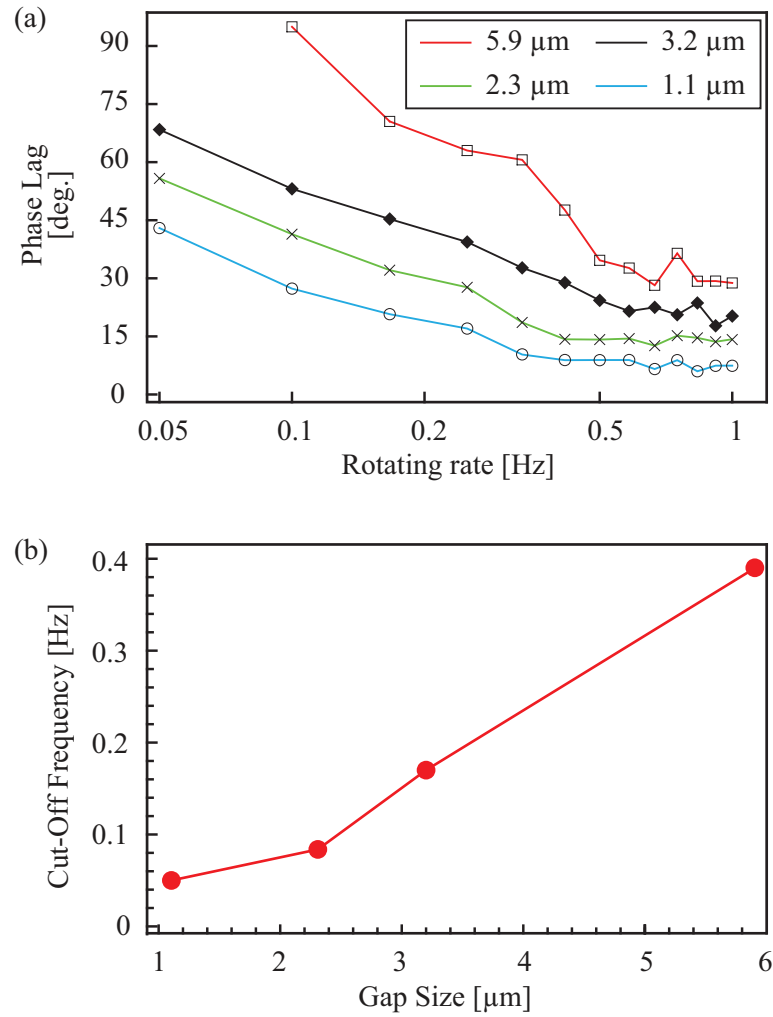 (a)
90
75
60
45
30
15
0
Phase Lag
[deg.]
5.9 µm
3.2 µm
2.3 µm
1.1 µm
0.05
0.1
0.2
0.5
1
Rotating rate [Hz]
(b)
0.4
0.3
0.2
0.1
0
Cut-Off Frequency [Hz]
1
2
3
4
5
6
Gap Size [µm]